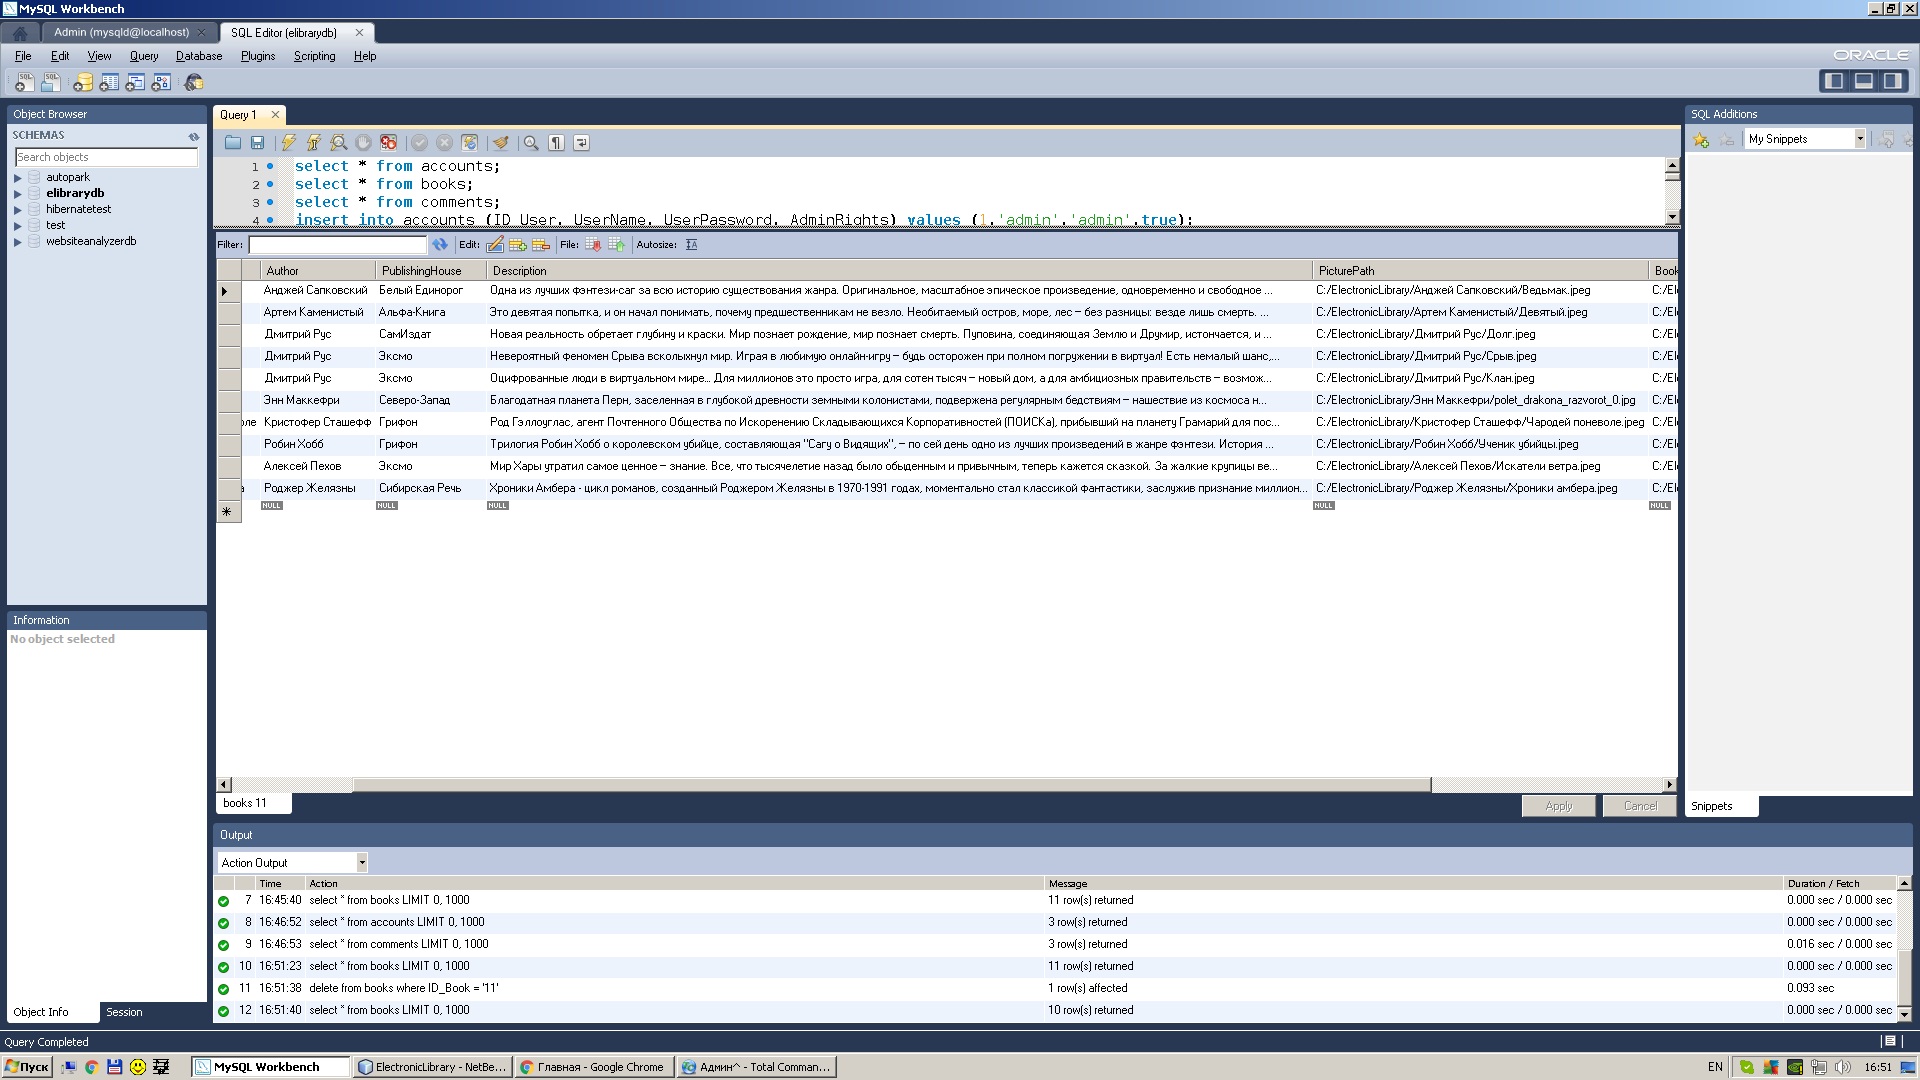 MySQL Workbench
Admin (mysqld@localhost)
SQL Editor (elibrarydb)
File Edit View Query Database Plugins Scripting Help
ORACLE
Object Browser
SCHEMAS
Search objects
autopark
elibrarydb
hibernatetest
test
websiteanalyzerdb
Information
No object selected
Object Info Session
Query 1
1 select * from accounts;
2 select * from books;
3 select * from comments;
4 insert into accounts (ID_User, UserName, UserPassword, AdminRights) values (1,'admin','admin',true);
Filter: Edit: File: Autosize:
Author PublishingHouse Description PicturePath Book
Анджей Сапковский Белый Единорог Одна из лучших фэнтези-саг за всю историю существования жанра. Оригинальное, масштабное эпическое произведение, одновременно и свободное ... C:/ElectronicLibrary/Анджей Сапковский/Ведьмак.jpeg C:/El
Артем Каменистый Альфа-Книга Это девятая попытка, и он начал понимать, почему предшественникам не везло. Необитаемый остров, море, лес – без разницы: везде лишь смерть. ... C:/ElectronicLibrary/Артем Каменистый/Девятый.jpeg C:/El
Дмитрий Рус СамИздат Новая реальность обретает глубину и краски. Мир познает рождение, мир познает смерть. Пуповина, соединяющая Землю и Друмир, истончается, и ... C:/ElectronicLibrary/Дмитрий Рус/Долг.jpeg C:/El
Дмитрий Рус Эксмо Невероятный феномен Срыва всколыхнул мир. Играя в любимую онлайн-игру – будь осторожен при полном погружении в виртуал! Есть немалый шанс,... C:/ElectronicLibrary/Дмитрий Рус/Срыв.jpeg C:/El
Дмитрий Рус Эксмо Оцифрованные люди в виртуальном мире... Для миллионов это просто игра, для сотен тысяч – новый дом, а для амбициозных правительств – возмож... C:/ElectronicLibrary/Дмитрий Рус/Клан.jpeg C:/El
Энн Маккефри Северо-Запад Благодатная планета Перн, заселенная в глубокой древности земными колонистами, подвержена регулярным бедствиям – нашествие из космоса н... C:/ElectronicLibrary/Энн Маккефри/polet_drakona_razvorot_0.jpg C:/El
оле Кристофер Сташефф Грифон Род Гэллоуглас, агент Почтенного Общества по Искоренению Складывающихся Корпоративностей (ПОИСКа), прибывший на планету Грамарий для пос... C:/ElectronicLibrary/Кристофер Сташефф/Чародей поневоле.jpeg C:/El
Робин Хобб Грифон Трилогия Робин Хобб о королевском убийце, составляющая "Сагу о Видящих", – по сей день одно из лучших произведений в жанре фэнтези. История ... C:/ElectronicLibrary/Робин Хобб/Ученик убийцы.jpeg C:/El
Алексей Пехов Эксмо Мир Хары утратил самое ценное – знание. Все, что тысячелетие назад было обыденным и привычным, теперь кажется сказкой. За жалкие крупицы ве... C:/ElectronicLibrary/Алексей Пехов/Искатели ветра.jpeg C:/El
а Роджер Желязны Сибирская Речь Хроники Амбера - цикл романов, созданный Роджером Желязны в 1970-1991 годах, моментально стал классикой фантастики, заслужив признание миллион... C:/ElectronicLibrary/Роджер Желязны/Хроники амбера.jpeg C:/El
NULL NULL NULL NULL NULL
books 11
Apply Cancel
SQL Additions
My Snippets
Snippets
Output
Action Output
Time Action Message Duration / Fetch
7 16:45:40 select * from books LIMIT 0, 1000 11 row(s) returned 0.000 sec / 0.000 sec
8 16:46:52 select * from accounts LIMIT 0, 1000 3 row(s) returned 0.000 sec / 0.000 sec
9 16:46:53 select * from comments LIMIT 0, 1000 3 row(s) returned 0.016 sec / 0.000 sec
10 16:51:23 select * from books LIMIT 0, 1000 11 row(s) returned 0.000 sec / 0.000 sec
11 16:51:38 delete from books where ID_Book = '11' 1 row(s) affected 0.093 sec
12 16:51:40 select * from books LIMIT 0, 1000 10 row(s) returned 0.000 sec / 0.000 sec
Query Completed
Пуск MySQL Workbench ElectronicLibrary - NetBe... Главная - Google Chrome Админ^ - Total Comman... EN 16:51